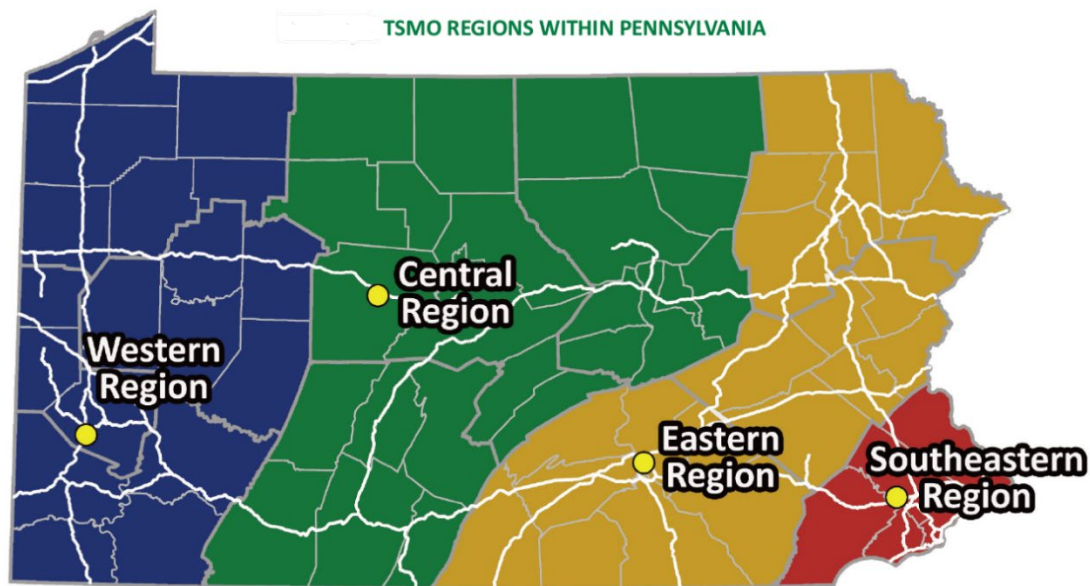 TSMO REGIONS WITHIN PENNSYLVANIA
Central
Region
Western
Region
Eastern
Region
Southeastern
Region